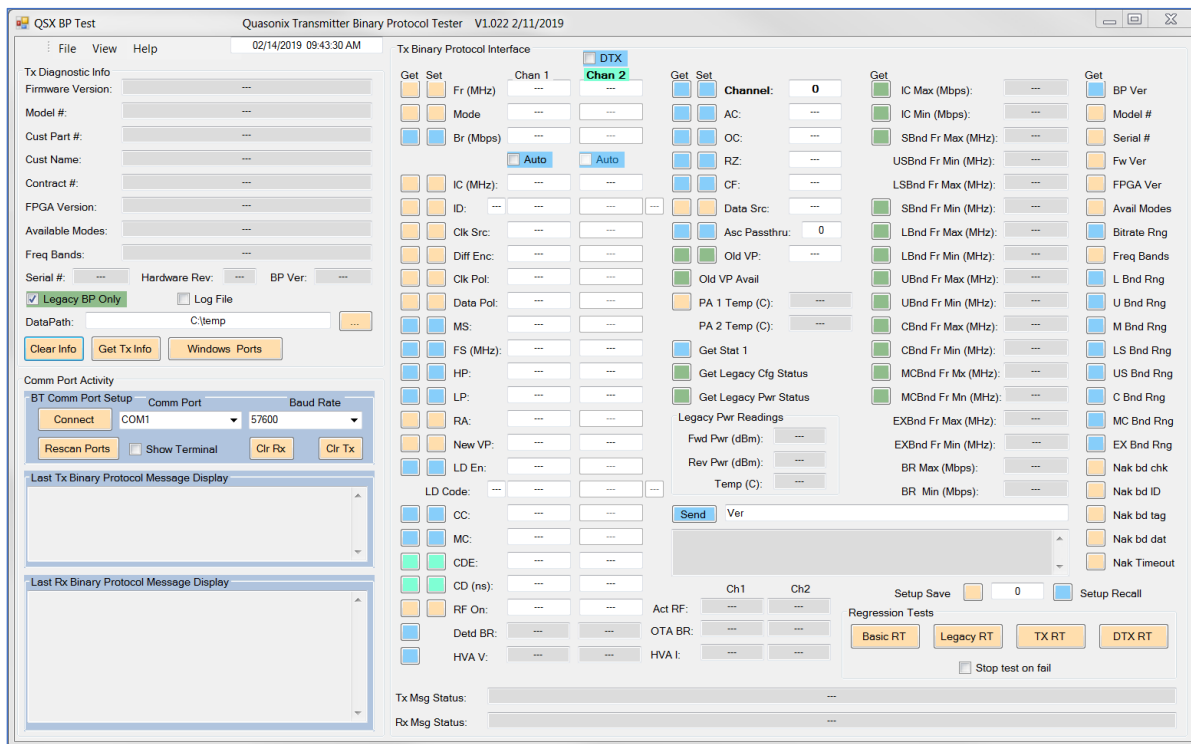 QSX BP Test
Quasonix Transmitter Binary Protocol Tester V1.022 2/11/2019
File View Help
02/14/2019 09:43:30 AM
Tx Diagnostic Info
Firmware Version: ---
Model #: ---
Cust Part #: ---
Cust Name: ---
Contract #: ---
FPGA Version: ---
Available Modes: ---
Freq Bands: ---
Serial #: --- Hardware Rev: --- BP Ver: ---
Legacy BP Only Log File
DataPath: C:\temp ...
Clear Info Get Tx Info Windows Ports
Comm Port Activity
BT Comm Port Setup Comm Port Baud Rate
Connect COM1 57600
Rescan Ports Show Terminal Clr Rx Clr Tx
Last Tx Binary Protocol Message Display
Last Rx Binary Protocol Message Display
Tx Binary Protocol Interface
DTX
Get Set Chan 1 Chan 2
Fr (MHz) --- ---
Mode --- ---
Br (Mbps) --- ---
Auto Auto
IC (MHz): --- ---
ID: --- --- --- ---
Clk Src: --- ---
Diff Enc: --- ---
Clk Pol: --- ---
Data Pol: --- ---
MS: --- ---
FS (MHz): --- ---
HP: --- ---
LP: --- ---
RA: --- ---
New VP: --- ---
LD En: --- ---
LD Code: --- --- --- ---
CC: --- ---
MC: --- ---
CDE: --- ---
CD (ns): --- ---
RF On: --- ---
Detd BR: --- ---
HVA V: --- ---
Get Set
Channel: 0
AC: ---
OC: ---
RZ: ---
CF: ---
Data Src: ---
Asc Passthru: 0
Old VP: ---
Old VP Avail
PA 1 Temp (C): ---
PA 2 Temp (C): ---
Get Stat 1
Get Legacy Cfg Status
Get Legacy Pwr Status
Legacy Pwr Readings
Fwd Pwr (dBm): ---
Rev Pwr (dBm): ---
Temp (C): ---
Get
IC Max (Mbps): ---
IC Min (Mbps): ---
SBnd Fr Max (MHz): ---
USBnd Fr Min (MHz): ---
LSBnd Fr Max (MHz): ---
SBnd Fr Min (MHz): ---
LBnd Fr Max (MHz): ---
LBnd Fr Min (MHz): ---
UBnd Fr Max (MHz): ---
UBnd Fr Min (MHz): ---
CBnd Fr Max (MHz): ---
CBnd Fr Min (MHz): ---
MCBnd Fr Mx (MHz): ---
MCBnd Fr Mn (MHz): ---
EXBnd Fr Max (MHz): ---
EXBnd Fr Min (MHz): ---
BR Max (Mbps): ---
BR Min (Mbps): ---
Get
BP Ver
Model #
Serial #
Fw Ver
FPGA Ver
Avail Modes
Bitrate Rng
Freq Bands
L Bnd Rng
U Bnd Rng
M Bnd Rng
LS Bnd Rng
US Bnd Rng
C Bnd Rng
MC Bnd Rng
EX Bnd Rng
Nak bd chk
Nak bd ID
Nak bd tag
Nak bd dat
Nak Timeout
Send Ver
Ch1 Ch2
Act RF: --- ---
OTA BR: --- ---
HVA I: --- ---
Setup Save 0 Setup Recall
Regression Tests
Basic RT Legacy RT TX RT DTX RT
Stop test on fail
Tx Msg Status: ---
Rx Msg Status: ---